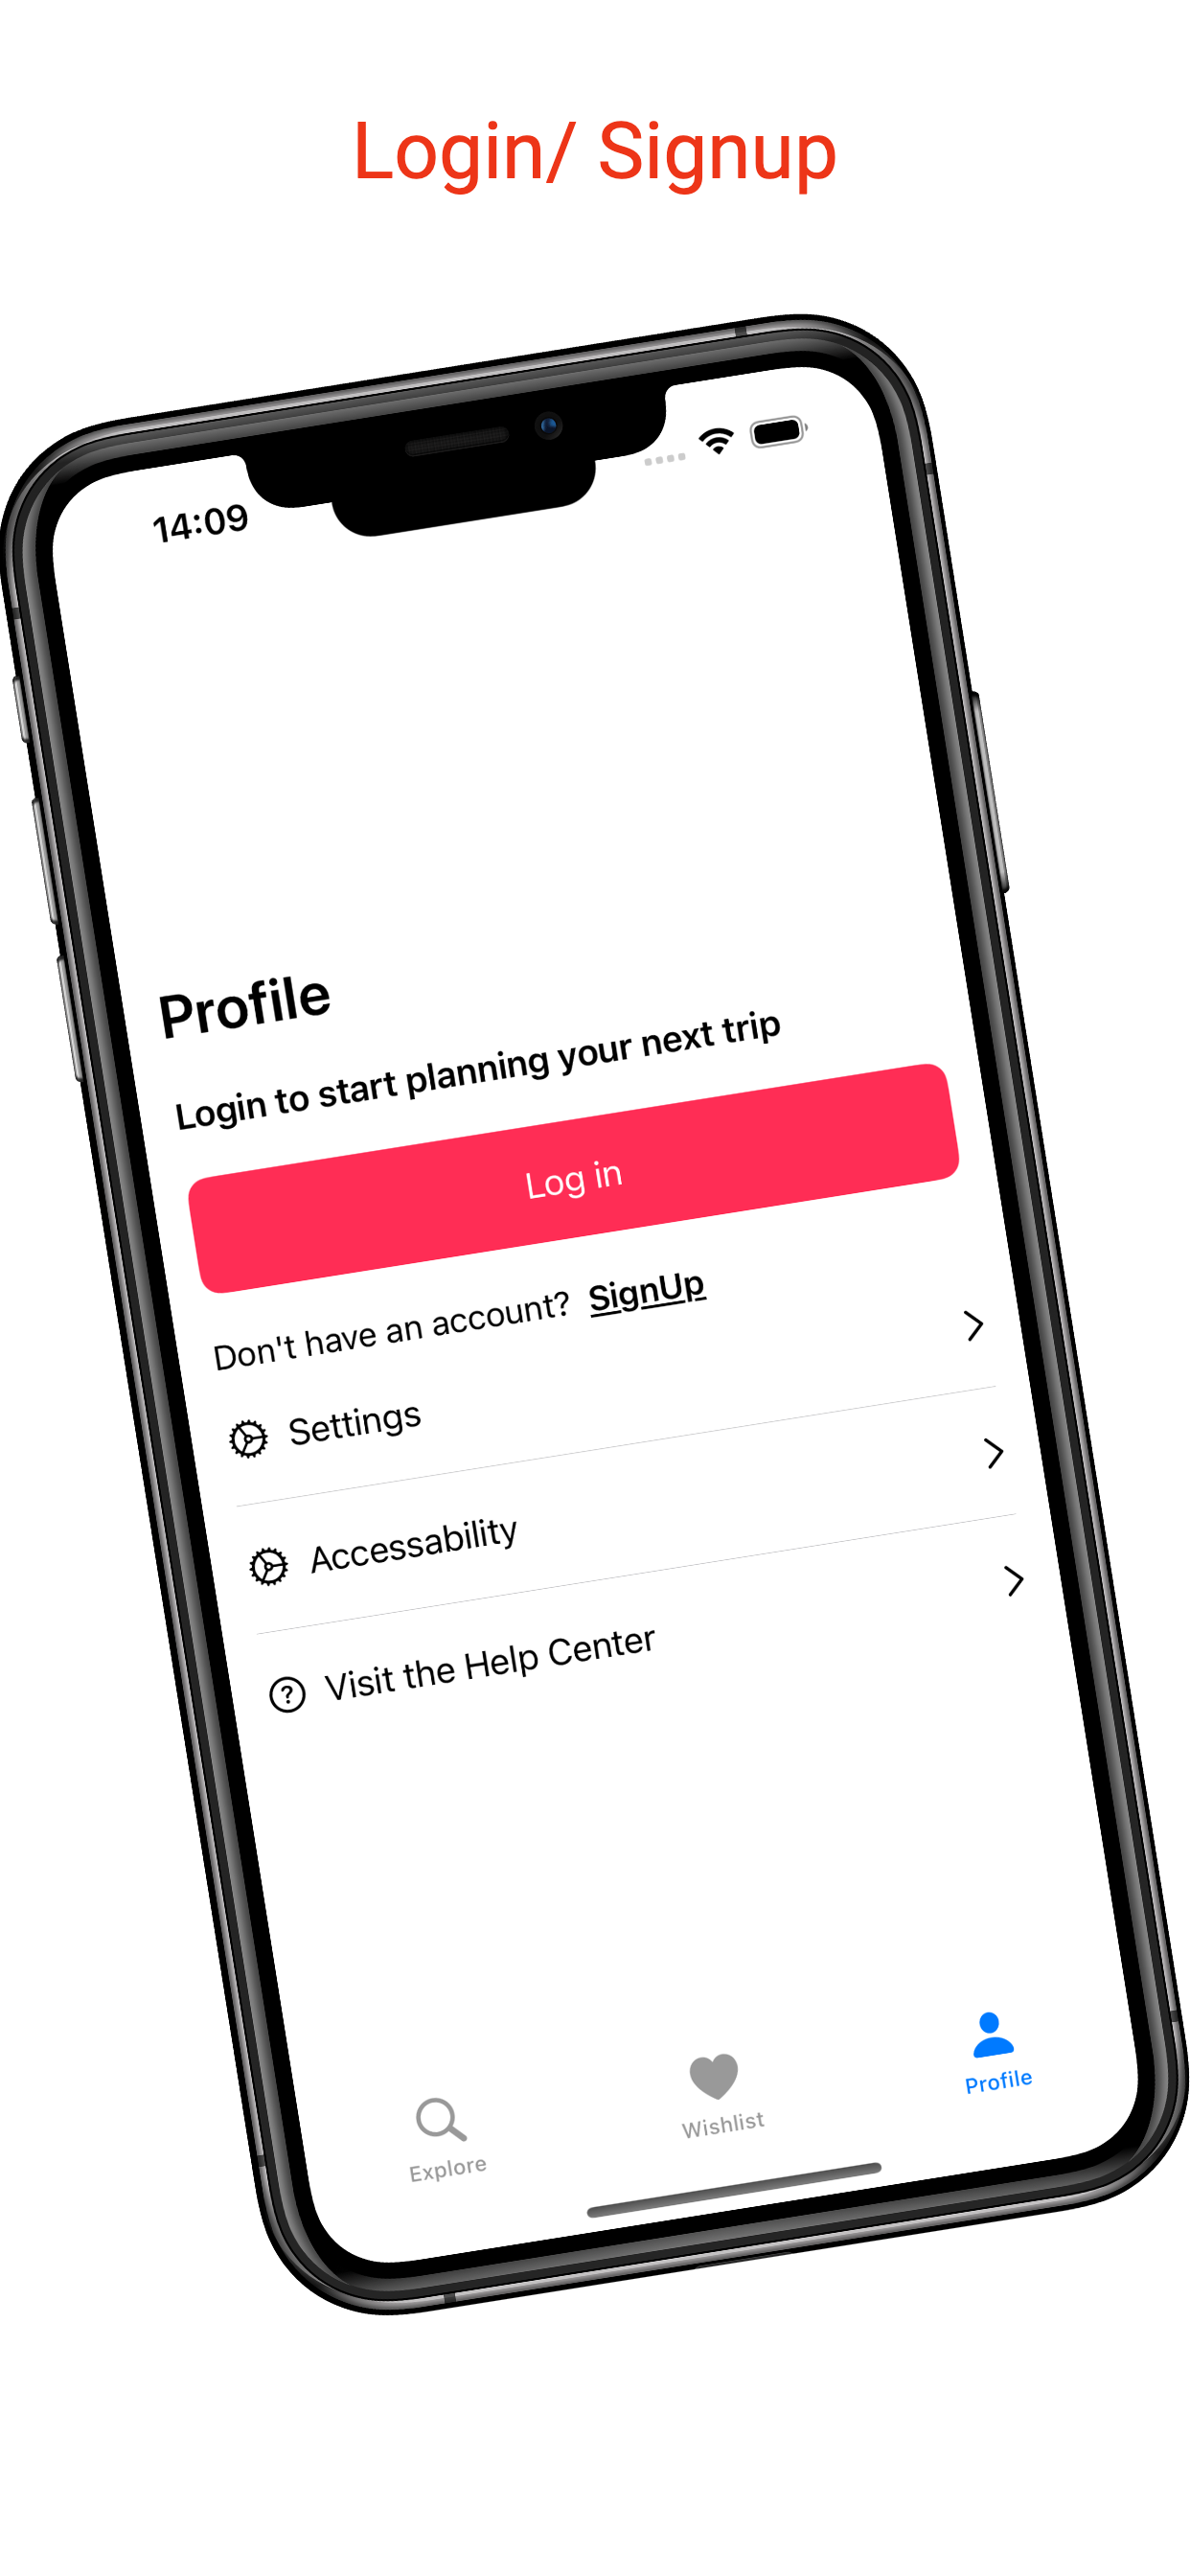 Login/ Signup
14:09
Profile
Login to start planning your next trip
Log in
Don't have an account? SignUp
Settings
Accessability
Visit the Help Center
Explore
Wishlist
Profile